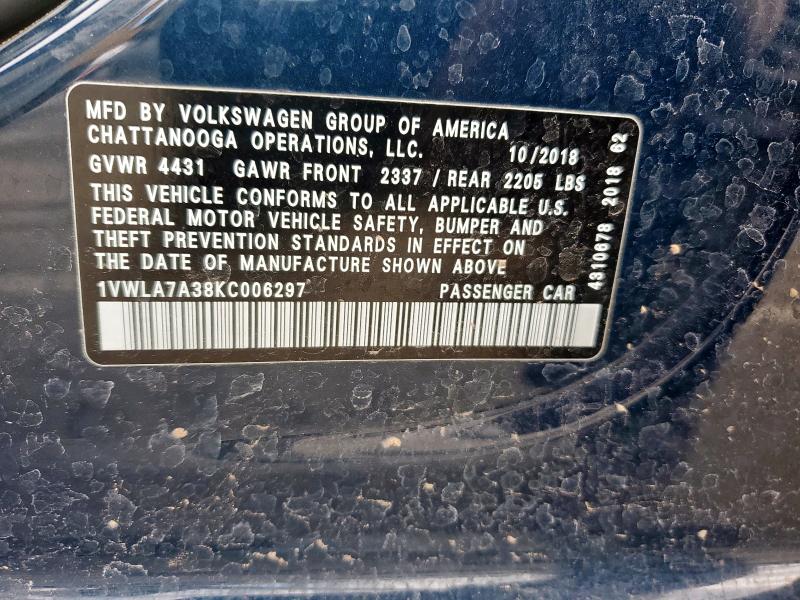 MFD BY VOLKSWAGEN GROUP OF AMERICA
CHATTANOOGA OPERATIONS, LLC. 10/2018
GVWR 4431 GAWR FRONT 2337 / REAR 2205 LBS
THIS VEHICLE CONFORMS TO ALL APPLICABLE U.S.
FEDERAL MOTOR VEHICLE SAFETY, BUMPER AND
THEFT PREVENTION STANDARDS IN EFFECT ON
THE DATE OF MANUFACTURE SHOWN ABOVE
1VWLA7A38KC006297 PASSENGER CAR
4310678 2018 62